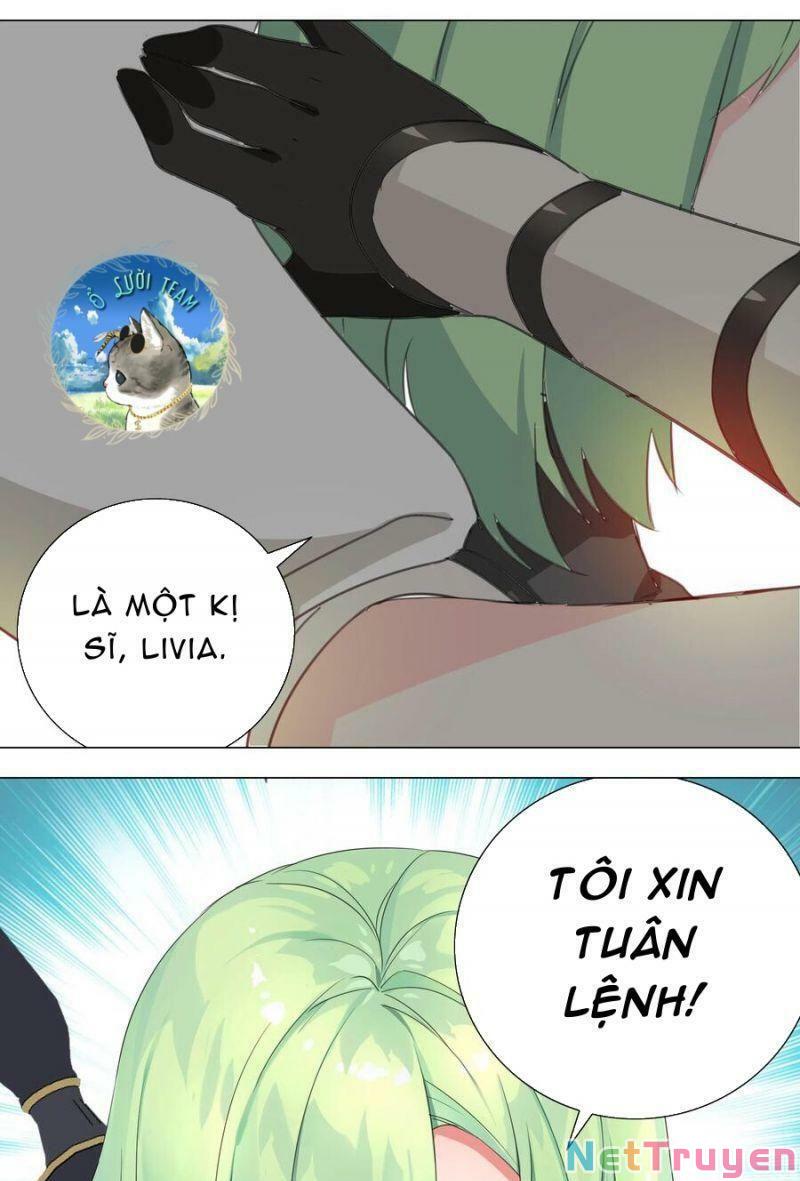 Ổ LƯỜI TEAM
LÀ MỘT KỊ
SĨ, LIVIA.
TÔI XIN
TUÂN
LỆNH!
NETTRUYEN